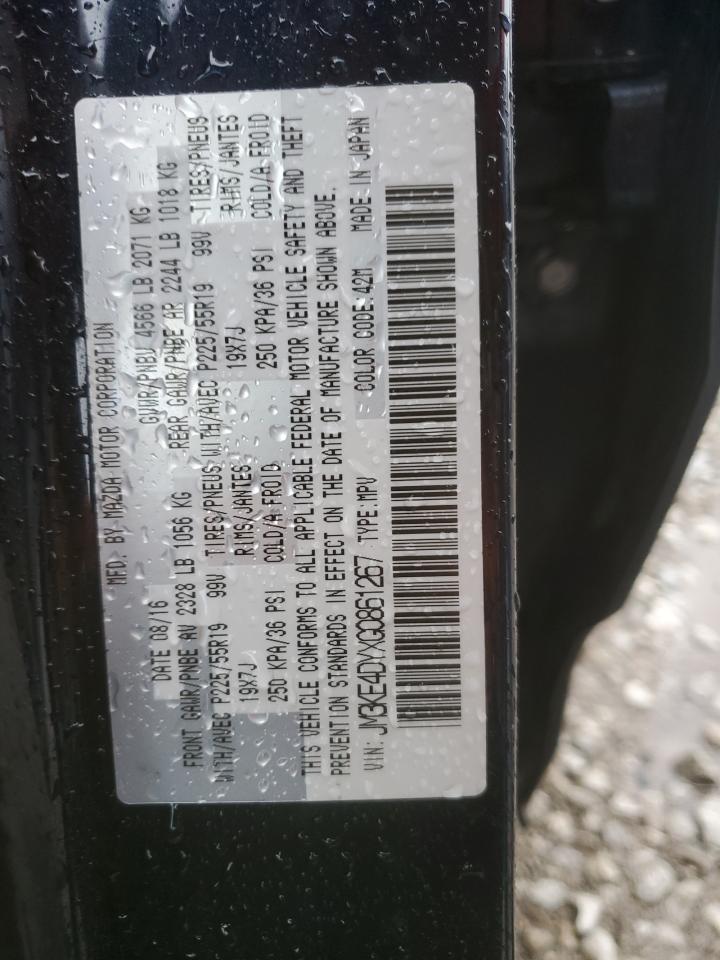 MFD. BY MAZDA MOTOR CORPORATION
DATE 08/16 GVWR/PNBV 4566 LB 2071 KG
FRONT GAWR/PNBE AV 2328 LB 1056 KG REAR GAWR/PNBE AR 2244 LB 1018 KG
WITH/AVEC P225/55R19 99V TIRES/PNEUS WITH/AVEC P225/55R19 99V TIRES/PNEUS
19X7J RIMS/JANTES 19X7J RIMS/JANTES
250 KPA/36 PSI COLD/A FROID 250 KPA/36 PSI COLD/A FROID
THIS VEHICLE CONFORMS TO ALL APPLICABLE FEDERAL MOTOR VEHICLE SAFETY AND THEFT
PREVENTION STANDARDS IN EFFECT ON THE DATE OF MANUFACTURE SHOWN ABOVE.
VIN: JM3KE4DYXG0861267 TYPE:MPV COLOR CODE:42M MADE IN JAPAN